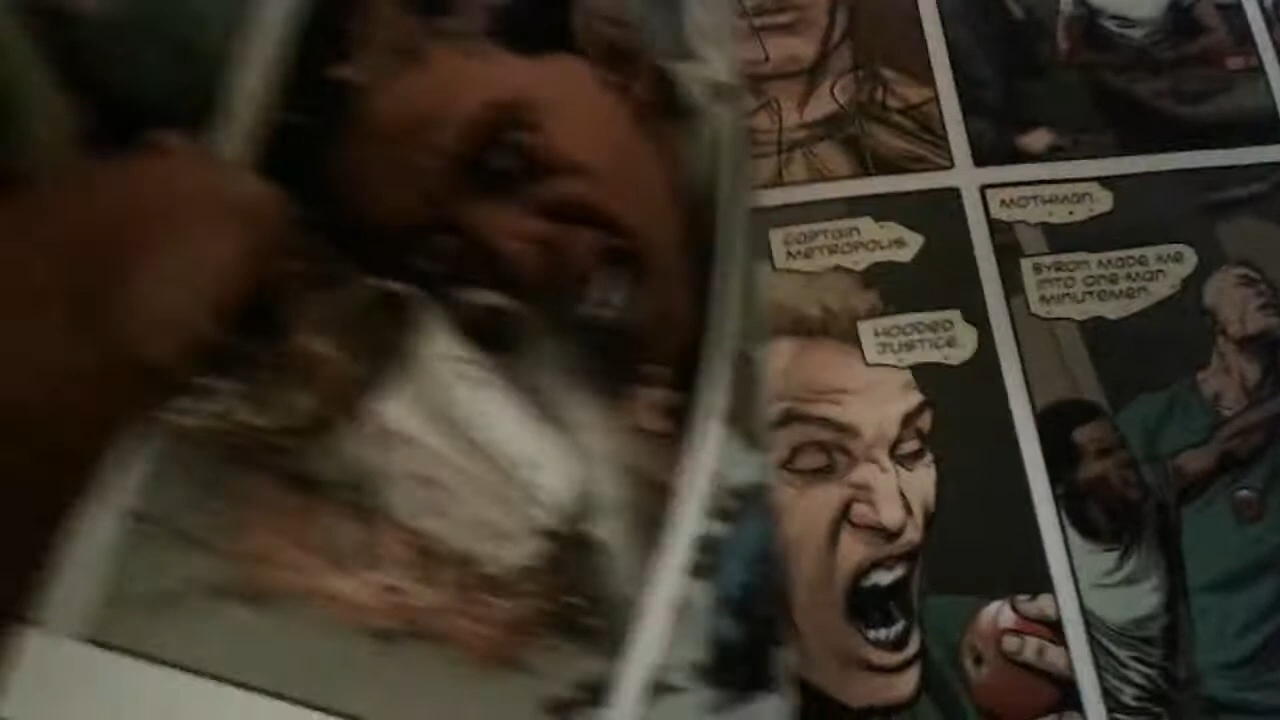 CAPTAIN
METROPOLIS.
HOODED
JUSTICE.
MOTHMAN.
BYRON MADE ME
INTO ONE-MAN
MINUTEMEN.